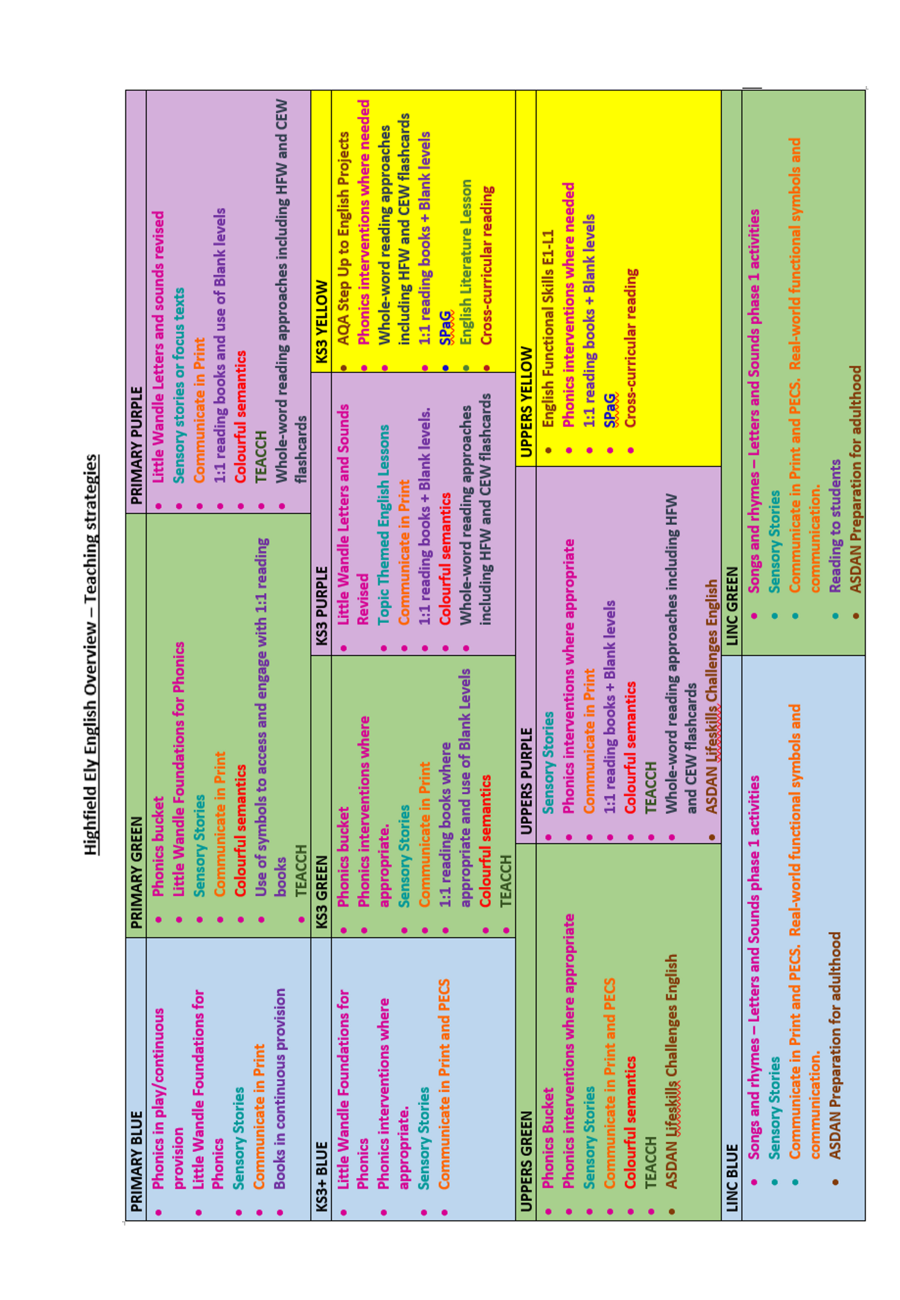 Highfield Ely English Overview – Teaching strategies
PRIMARY BLUE
Phonics in play/continuous
provision
Little Wandle Foundations for
Phonics
Sensory Stories
Communicate in Print
Books in continuous provision
PRIMARY GREEN
Phonics bucket
Little Wandle Foundations for Phonics
Sensory Stories
Communicate in Print
Colourful semantics
Use of symbols to access and engage with 1:1 reading
books
TEACCH
PRIMARY PURPLE
Little Wandle Letters and sounds revised
Sensory stories or focus texts
Communicate in Print
1:1 reading books and use of Blank levels
Colourful semantics
TEACCH
Whole-word reading approaches including HFW and CEW
flashcards
KS3+ BLUE
Little Wandle Foundations for
Phonics
Phonics interventions where
appropriate.
Sensory Stories
Communicate in Print and PECS
KS3 GREEN
Phonics bucket
Phonics interventions where
appropriate.
Sensory Stories
Communicate in Print
1:1 reading books where
appropriate and use of Blank Levels
Colourful semantics
TEACCH
KS3 PURPLE
Little Wandle Letters and Sounds
Revised
Topic Themed English Lessons
Communicate in Print
1:1 reading books + Blank levels.
Colourful semantics
Whole-word reading approaches
including HFW and CEW flashcards
KS3 YELLOW
AQA Step Up to English Projects
Phonics interventions where needed
Whole-word reading approaches
including HFW and CEW flashcards
1:1 reading books + Blank levels
SPaG
English Literature Lesson
Cross-curricular reading
UPPERS GREEN
Phonics Bucket
Phonics interventions where appropriate
Sensory Stories
Communicate in Print and PECS
Colourful semantics
TEACCH
ASDAN Lifeskills Challenges English
UPPERS PURPLE
Sensory Stories
Phonics interventions where appropriate
Communicate in Print
1:1 reading books + Blank levels
Colourful semantics
TEACCH
Whole-word reading approaches including HFW
and CEW flashcards
ASDAN Lifeskills Challenges English
UPPERS YELLOW
English Functional Skills E1-L1
Phonics interventions where needed
1:1 reading books + Blank levels
SPaG
Cross-curricular reading
LINC BLUE
Songs and rhymes – Letters and Sounds phase 1 activities
Sensory Stories
Communicate in Print and PECS. Real-world functional symbols and
communication.
ASDAN Preparation for adulthood
LINC GREEN
Songs and rhymes – Letters and Sounds phase 1 activities
Sensory Stories
Communicate in Print and PECS. Real-world functional symbols and
communication.
Reading to students
ASDAN Preparation for adulthood